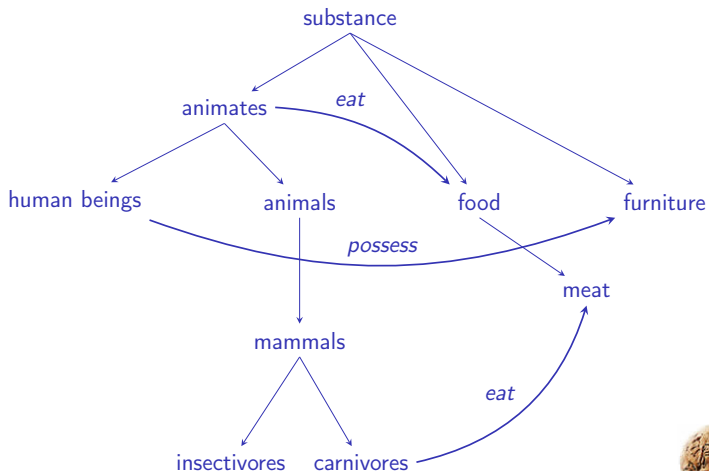 substance
eat
animates
human beings
animals
food
furniture
possess
meat
mammals
eat
insectivores
carnivores